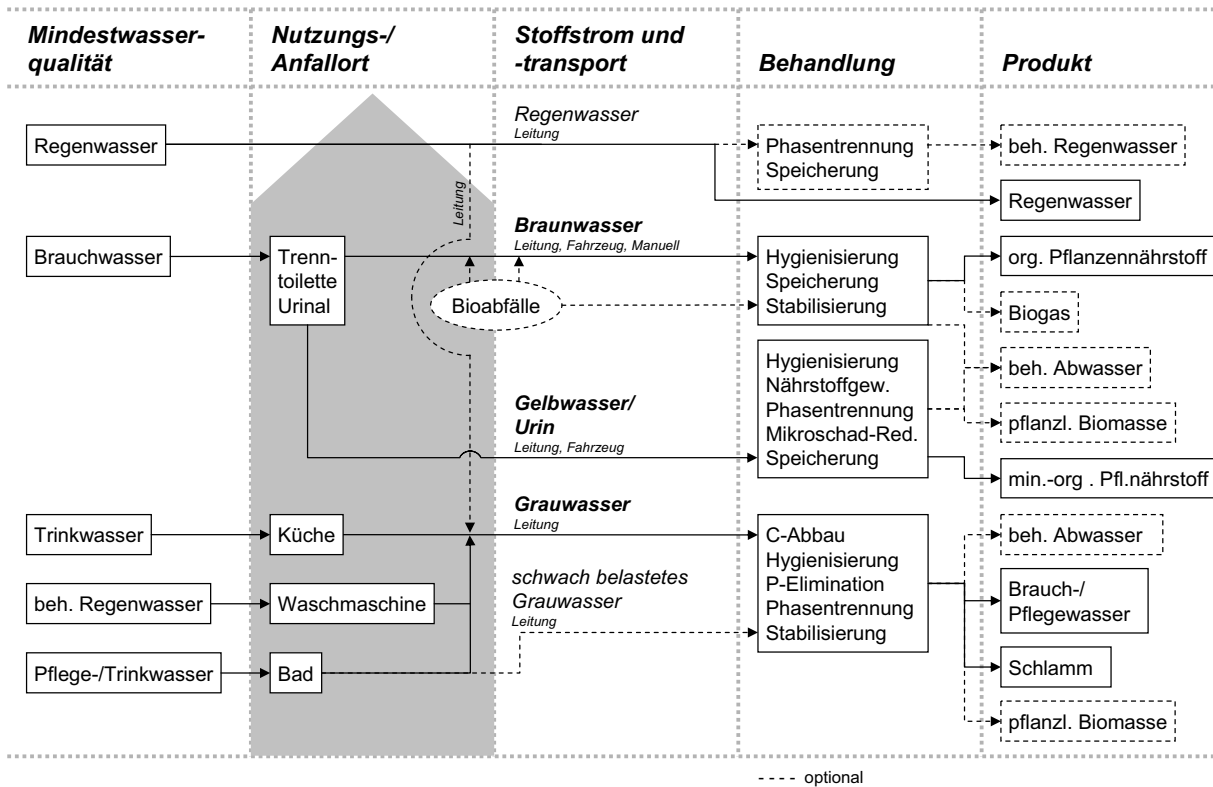 Mindestwasser-
qualität
Nutzungs-/
Anfallort
Stoffstrom und
-transport
Behandlung
Produkt
Regenwasser
Regenwasser
Leitung
Phasentrennung
Speicherung
beh. Regenwasser
Regenwasser
Leitung
Brauchwasser
Trenn-
toilette
Urinal
Braunwasser
Leitung, Fahrzeug, Manuell
Bioabfälle
Hygienisierung
Speicherung
Stabilisierung
org. Pflanzennährstoff
Biogas
Gelbwasser/
Urin
Leitung, Fahrzeug
Hygienisierung
Nährstoffgew.
Phasentrennung
Mikroschad-Red.
Speicherung
beh. Abwasser
pflanzl. Biomasse
min.-org . Pfl.nährstoff
Trinkwasser
Küche
Grauwasser
Leitung
beh. Regenwasser
Waschmaschine
schwach belastetes
Grauwasser
Leitung
Pflege-/Trinkwasser
Bad
C-Abbau
Hygienisierung
P-Elimination
Phasentrennung
Stabilisierung
beh. Abwasser
Brauch-/
Pflegewasser
Schlamm
pflanzl. Biomasse
optional